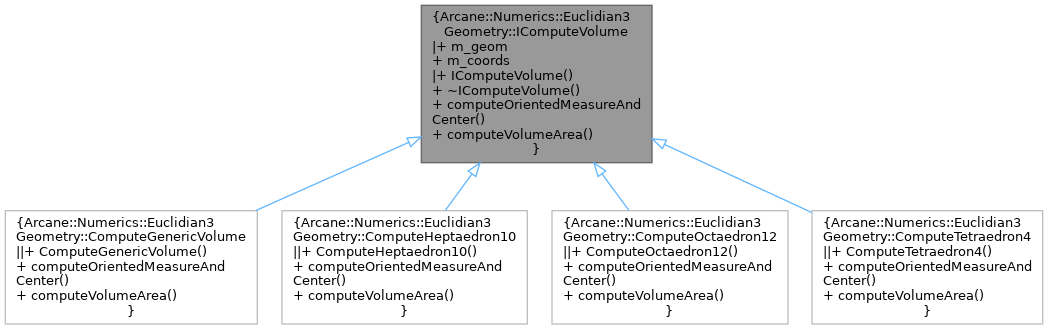 {Arcane::Numerics::Euclidian3
Geometry::IComputeVolume
|+ m_geom
+ m_coords
|+ IComputeVolume()
+ ~IComputeVolume()
+ computeOrientedMeasureAnd
Center()
+ computeVolumeArea()
}
{Arcane::Numerics::Euclidian3
Geometry::ComputeGenericVolume
||+ ComputeGenericVolume()
+ computeOrientedMeasureAnd
Center()
+ computeVolumeArea()
}
{Arcane::Numerics::Euclidian3
Geometry::ComputeHeptaedron10
||+ ComputeHeptaedron10()
+ computeOrientedMeasureAnd
Center()
+ computeVolumeArea()
}
{Arcane::Numerics::Euclidian3
Geometry::ComputeOctaedron12
||+ ComputeOctaedron12()
+ computeOrientedMeasureAnd
Center()
+ computeVolumeArea()
}
{Arcane::Numerics::Euclidian3
Geometry::ComputeTetraedron4
||+ ComputeTetraedron4()
+ computeOrientedMeasureAnd
Center()
+ computeVolumeArea()
}